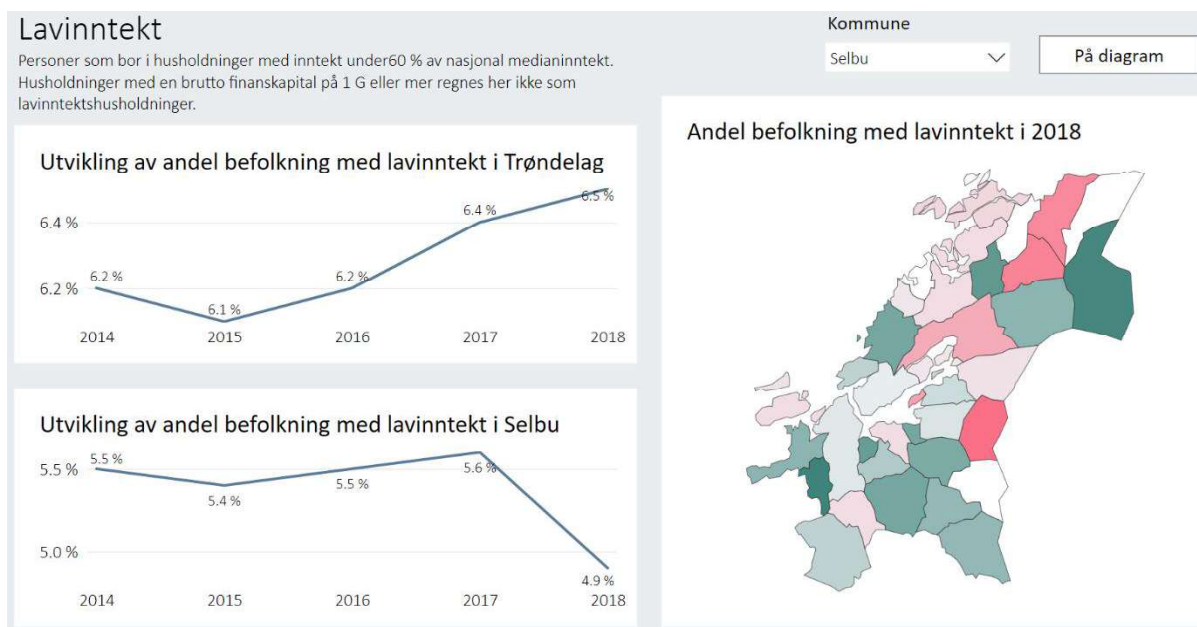 Lavinntekt
Personer som bor i husholdninger med inntekt under60 % av nasjonal medianinntekt.
Husholdninger med en brutto finanskapital på 1 G eller mer regnes her ikke som
lavinntektshusholdninger.
Kommune
Selbu
På diagram
Utvikling av andel befolkning med lavinntekt i Trøndelag
6.4 %
6.2 %
6.2 %
6.1 %
6.2 %
6.4 %
6.5 %
2014
2015
2016
2017
2018
Utvikling av andel befolkning med lavinntekt i Selbu
5.5 %
5.0 %
5.5 %
5.4 %
5.5 %
5.6 %
4.9 %
2014
2015
2016
2017
2018
Andel befolkning med lavinntekt i 2018